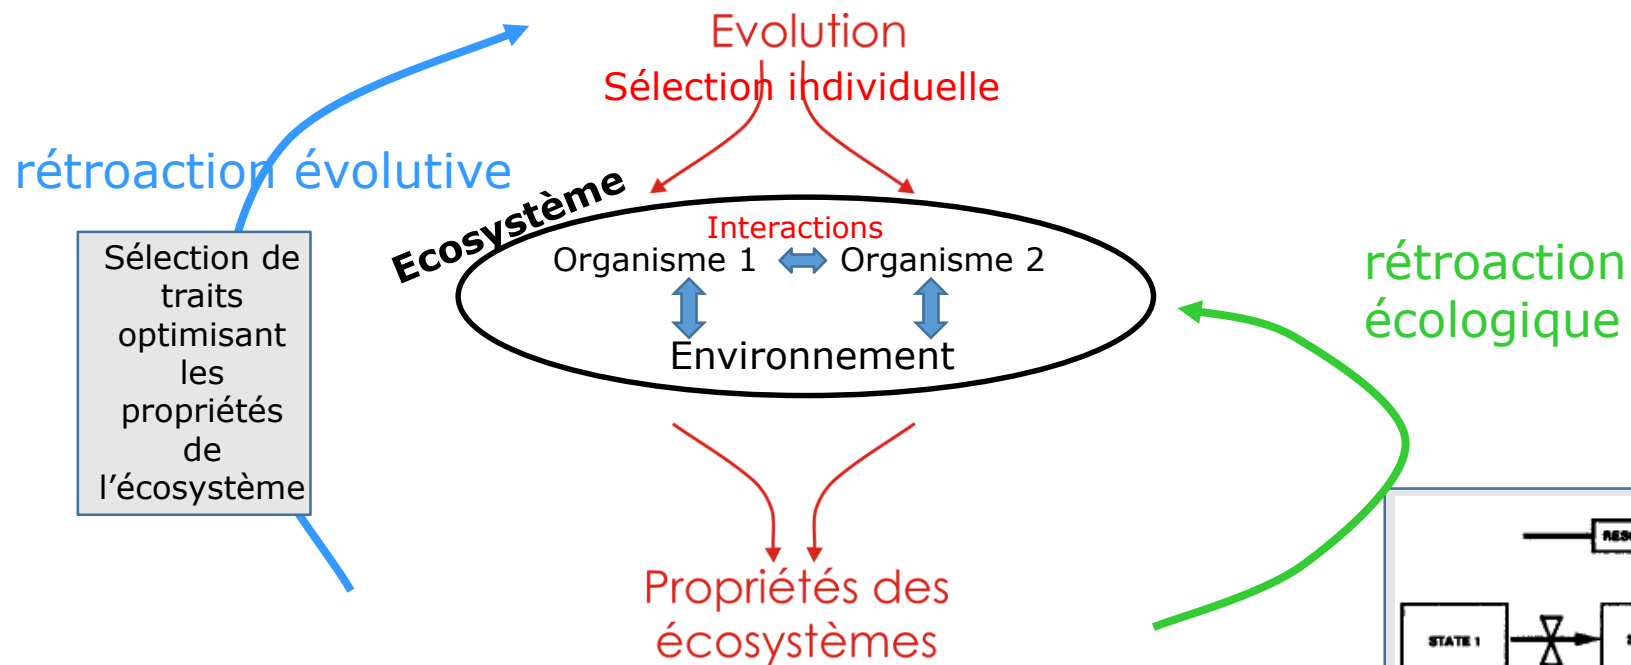 Evolution
Sélection individuelle
rétroaction évolutive
Ecosystème
Interactions
Organisme 1 Organisme 2
Environnement
Sélection de
traits
optimisant
les
propriétés
de
l'écosystème
rétroaction
écologique
Propriétés des
écosystèmes
STATE 1